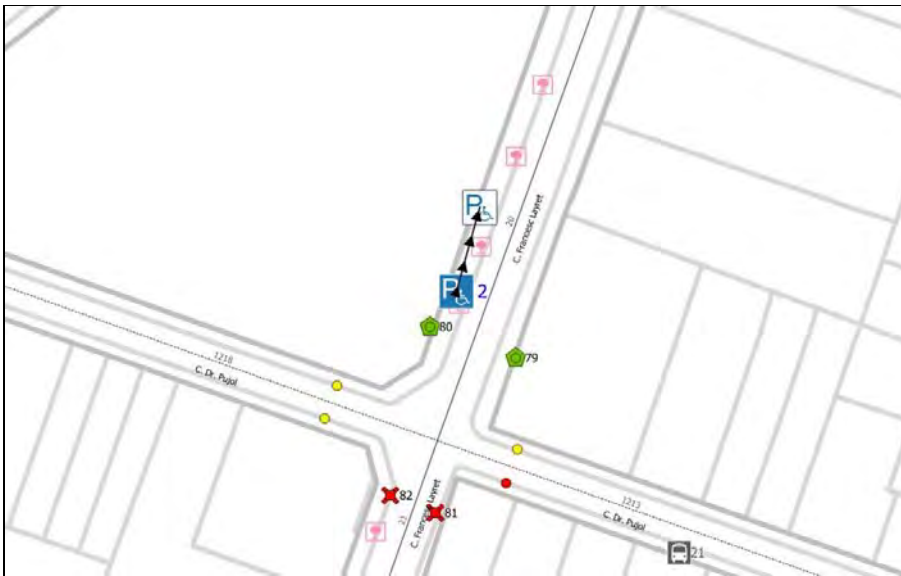 20
C. Francesc Layret
P
P
2
80
79
1218
C. Dr. Pujol
82
81
21
C. Francesc Layret
1213
C. Dr. Pujol
21